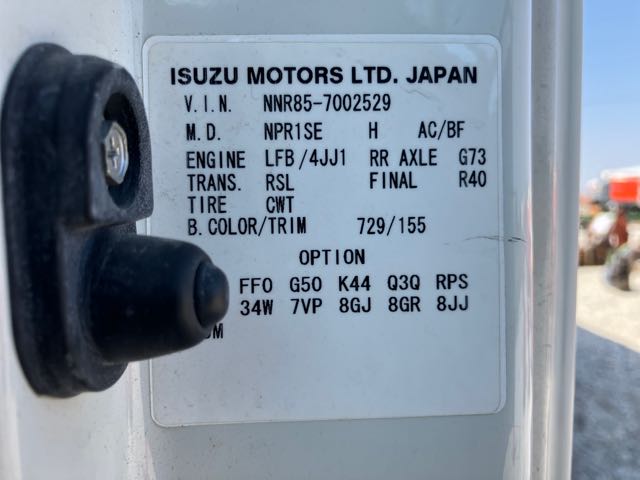 ISUZU MOTORS LTD. JAPAN
V.I.N. NNR85-7002529
M.D. NPR1SE H AC/BF
ENGINE LFB/4JJ1 RR AXLE G73
TRANS. RSL FINAL R40
TIRE CWT
B.COLOR/TRIM 729/155
OPTION
FFO G50 K44 Q3Q RPS
34W 7VP 8GJ 8GR 8JJ